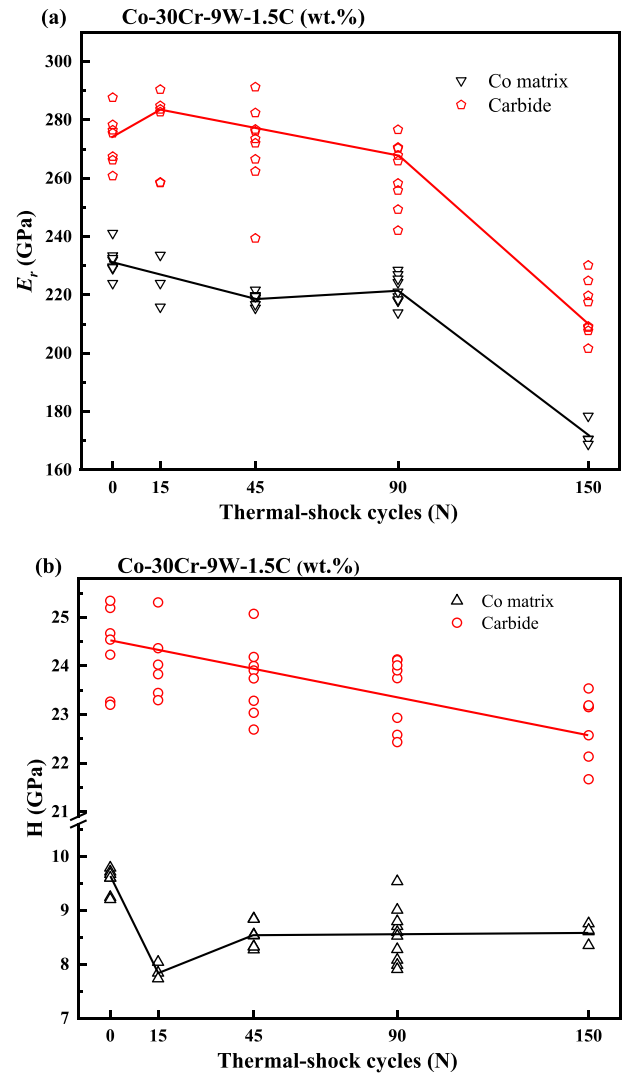 (a) Co-30Cr-9W-1.5C (wt.%)
300
280
260
240
220
200
180
160
E_r (GPa)
Co matrix
Carbide
0 15 45 90 150
Thermal-shock cycles (N)
(b) Co-30Cr-9W-1.5C (wt.%)
25
24
23
22
21
10
9
8
7
H (GPa)
Co matrix
Carbide
0 15 45 90 150
Thermal-shock cycles (N)